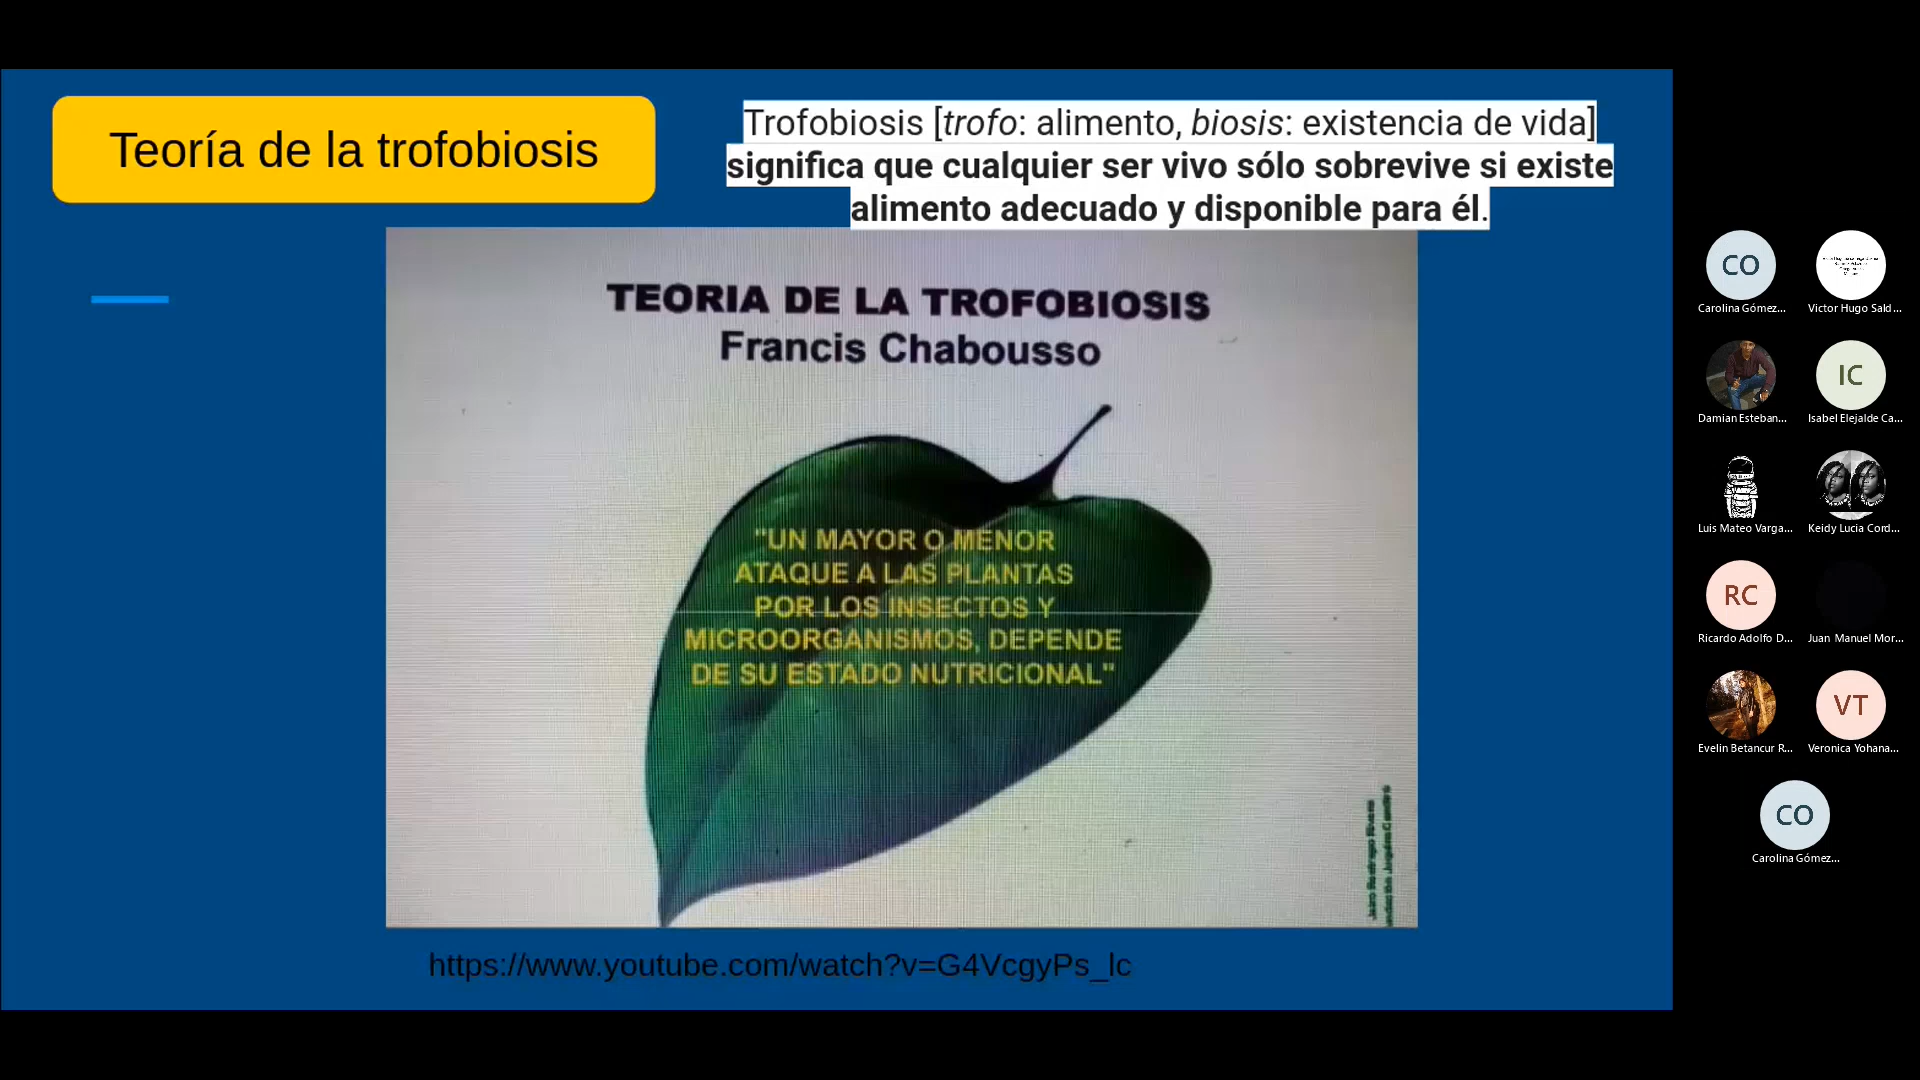 Teoría de la trofobiosis
Trofobiosis [trofo: alimento, biosis: existencia de vida]
significa que cualquier ser vivo sólo sobrevive si existe
alimento adecuado y disponible para él.
TEORIA DE LA TROFOBIOSIS
Francis Chabousso
"UN MAYOR O MENOR
ATAQUE A LAS PLANTAS
POR LOS INSECTOS Y
MICROORGANISMOS, DEPENDE
DE SU ESTADO NUTRICIONAL"
https://www.youtube.com/watch?v=G4VcgyPs_lc
CO
Carolina Gómez...
Victor Hugo Sald...
Damian Esteban...
IC
Isabel Elejalde Ca...
Luis Mateo Varga...
Keidy Lucia Cord...
RC
Ricardo Adolfo D...
Juan Manuel Mor...
Evelin Betancur R...
VT
Veronica Yohana...
CO
Carolina Gómez...